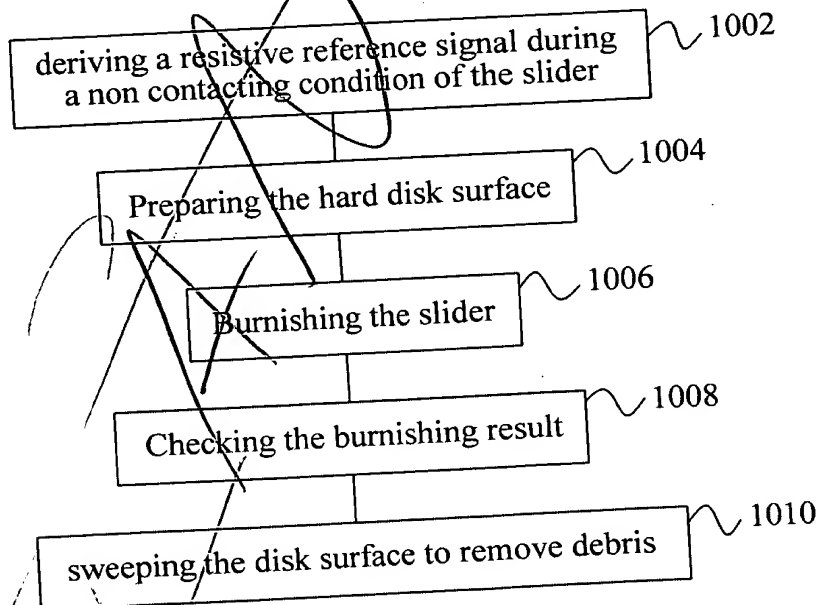 deriving a resistive reference signal during
a non contacting condition of the slider
1002
Preparing the hard disk surface
1004
Burnishing the slider
1006
Checking the burnishing result
1008
sweeping the disk surface to remove debris
1010